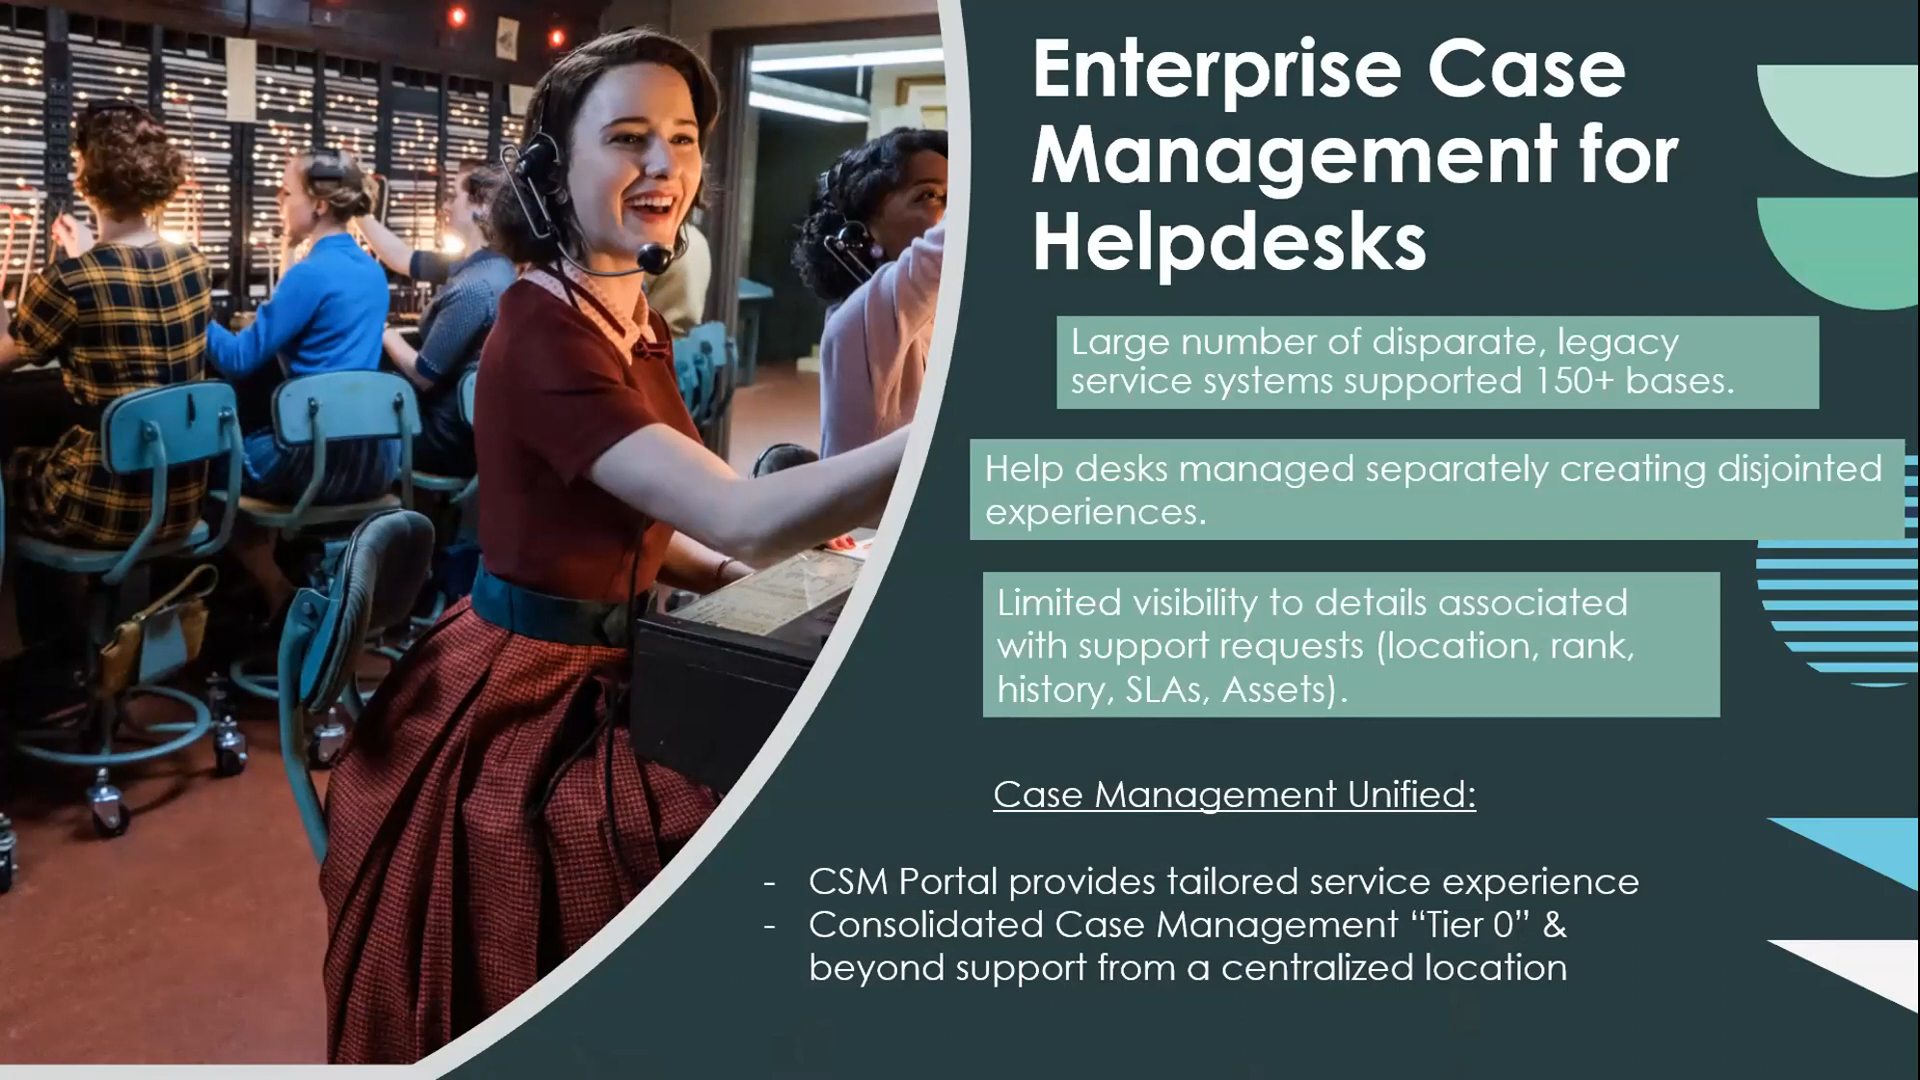 Enterprise Case
Management for
Helpdesks
Large number of disparate, legacy
service systems supported 150+ bases.
Help desks managed separately creating disjointed
experiences.
Limited visibility to details associated
with support requests (location, rank,
history, SLAs, Assets).
Case Management Unified:
- CSM Portal provides tailored service experience
- Consolidated Case Management “Tier 0” &
beyond support from a centralized location